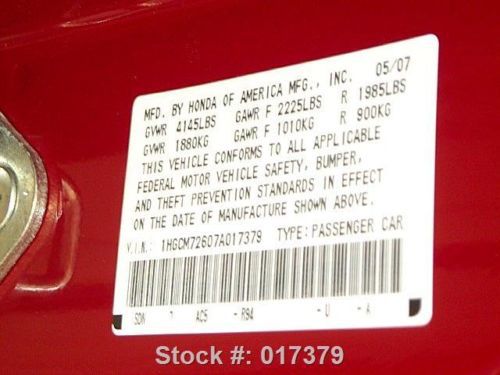 MFD. BY HONDA OF AMERICA MFG., INC. 05/07
GVWR 4145LBS GAWR F 2225LBS R 1985LBS
GVWR 1880KG GAWR F 1010KG R 900KG
THIS VEHICLE CONFORMS TO ALL APPLICABLE
FEDERAL MOTOR VEHICLE SAFETY, BUMPER,
AND THEFT PREVENTION STANDARDS IN EFFECT
ON THE DATE OF MANUFACTURE SHOWN ABOVE.
V.I.N.: 1HGCM72607A017379 TYPE: PASSENGER CAR
SDN AC5 - R94 - U - A
Stock #: 017379